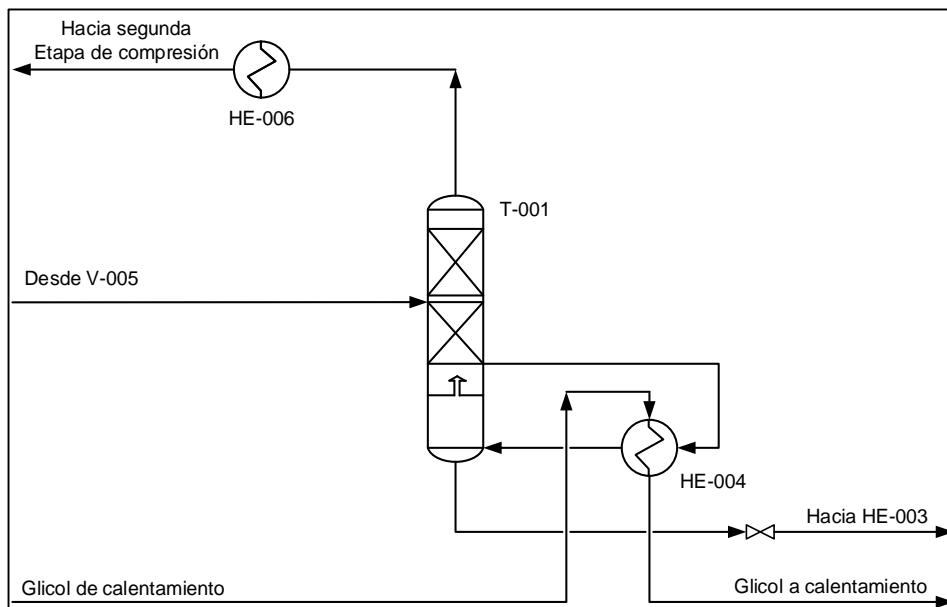 Hacia segunda
Etapa de compresión
HE-006
T-001
Desde V-005
HE-004
Hacia HE-003
Glicol de calentamiento
Glicol a calentamiento